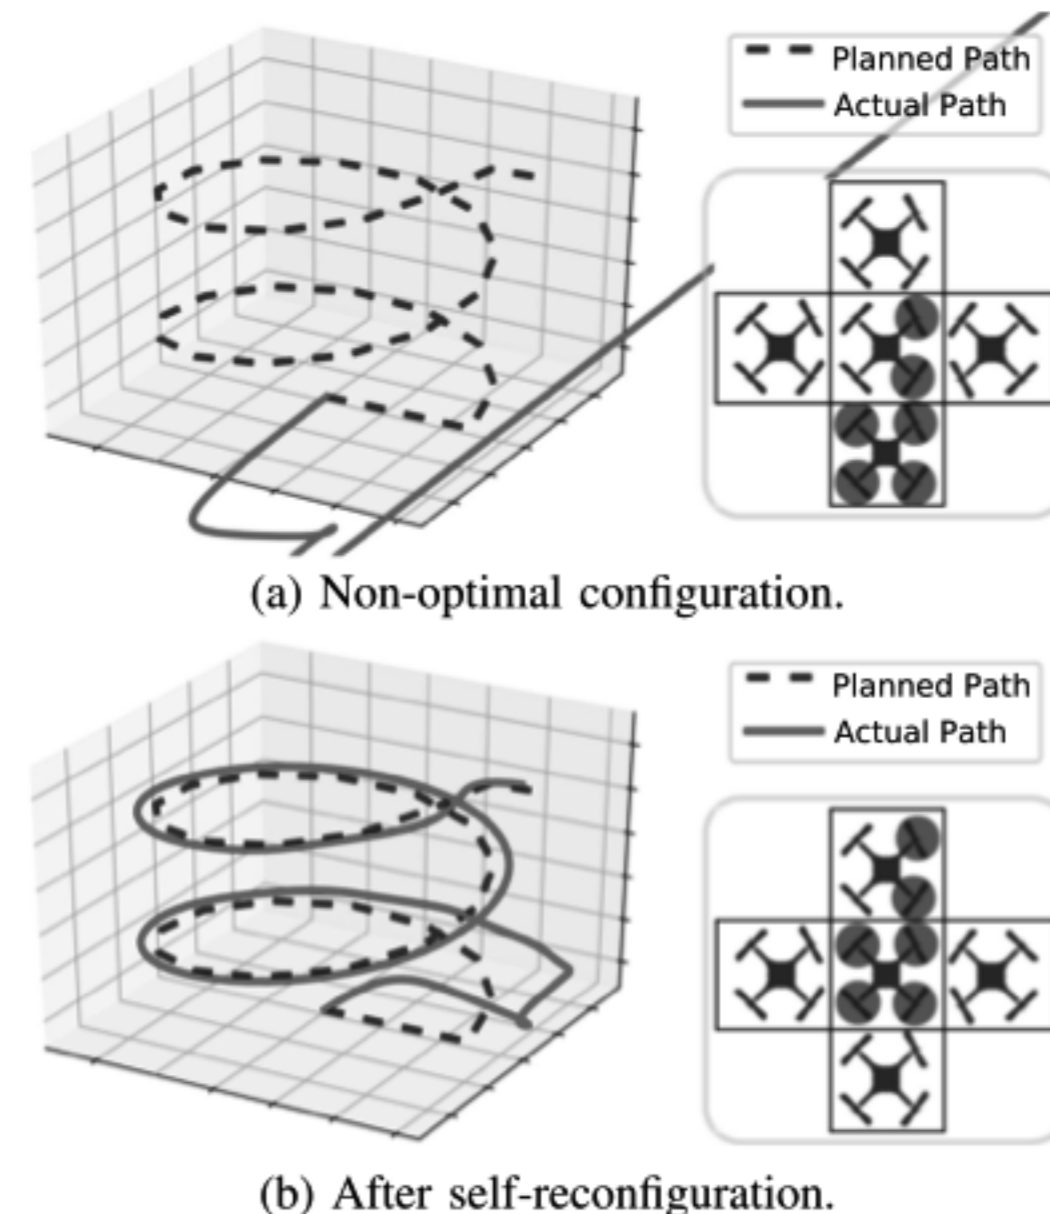 Planned Path
Actual Path
(a) Non-optimal configuration.
Planned Path
Actual Path
(b) After self-reconfiguration.